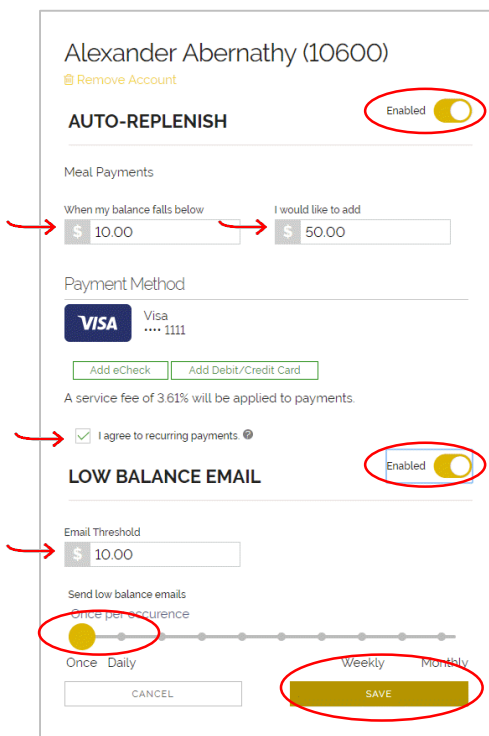 Alexander Abernathy (10600)
Remove Account
Enabled
AUTO-REPLENISH
Meal Payments
When my balance falls below I would like to add
$ 10.00 $ 50.00
Payment Method
VISA Visa
•••• 1111
Add eCheck Add Debit/Credit Card
A service fee of 3.61% will be applied to payments.
I agree to recurring payments. ?
Enabled
LOW BALANCE EMAIL
Email Threshold
$ 10.00
Send low balance emails
Once per occurence
Once Daily Weekly Monthly
CANCEL SAVE